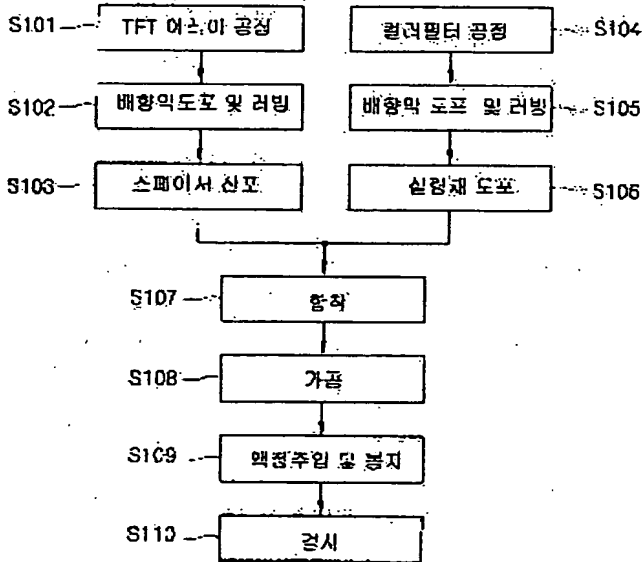 S101 TFT 어레이 공정
컬러필터 공정 S104
S102 배향막도포 및 러빙
배향막 도포 및 러빙 S105
S103 스페이서 산포
실링재 도포 S106
S107 합착
S108 가공
S109 액정주입 및 봉지
S110 검사